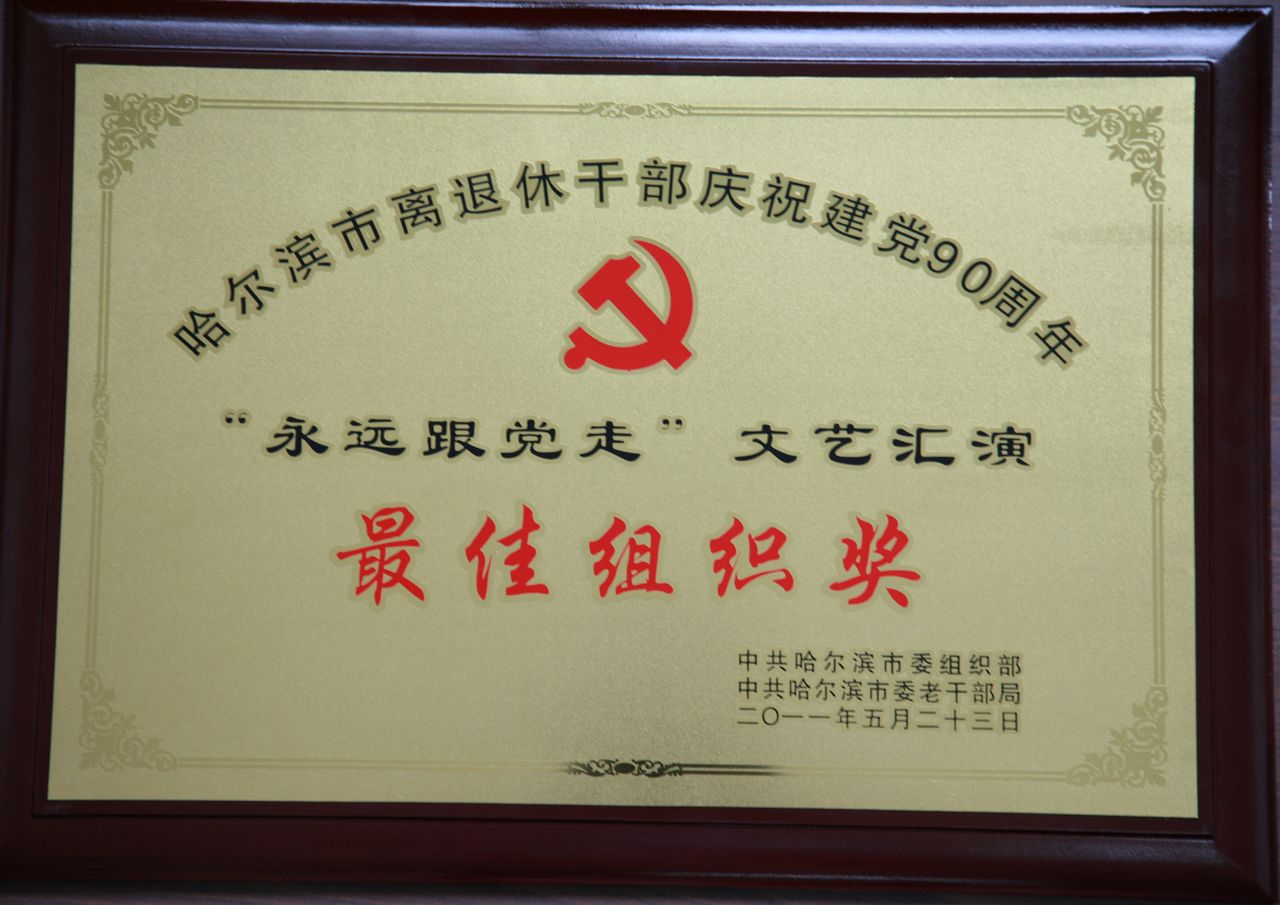 哈尔滨市离退休干部庆祝建党90周年
“永远跟党走” 文艺汇演
最佳组织奖
中共哈尔滨市委组织部
中共哈尔滨市委老干部局
二〇一一年五月二十三日